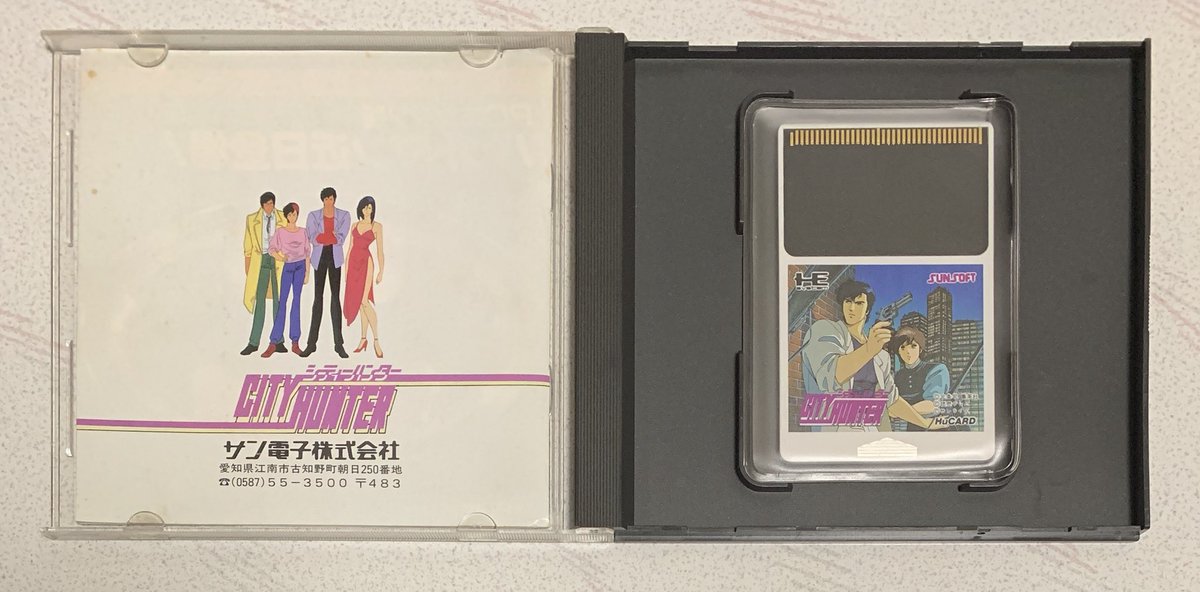 シティーハンター
CITY HUNTER
サン電子株式会社
愛知県江南市古知野町朝日250番地
☎(0587)55-3500 〒483
HE
SUNSOFT
CITY HUNTER
HuCARD